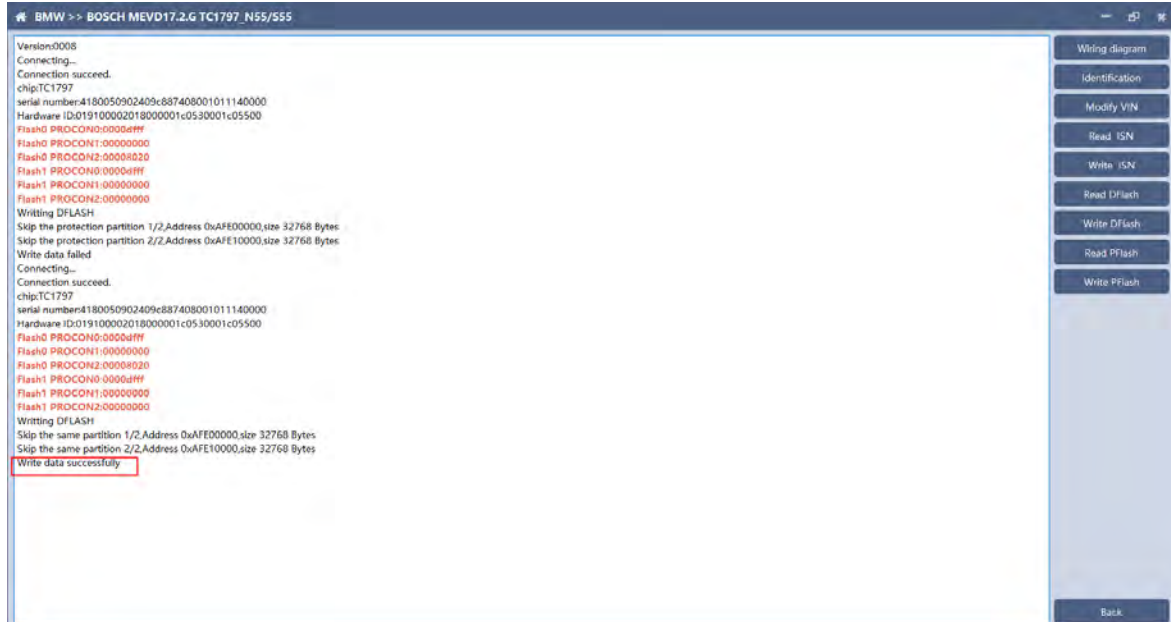 BMW >> BOSCH MEVD17.2.G TC1797_N55/S55
Version:0008
Connecting...
Connection succeed.
chip:TC1797
serial number:4180050902409c887408001011140000
Hardware ID:019100002018000001c0530001c05500
Flash0 PROCON0:0000dfff
Flash0 PROCON1:00000000
Flash0 PROCON2:00008020
Flash1 PROCON0:0000dfff
Flash1 PROCON1:00000000
Flash1 PROCON2:00000000
Writting DFLASH
Skip the protection partition 1/2,Address 0xAFE00000,size 32768 Bytes
Skip the protection partition 2/2,Address 0xAFE10000,size 32768 Bytes
Write data failed
Connecting...
Connection succeed.
chip:TC1797
serial number:4180050902409c887408001011140000
Hardware ID:019100002018000001c0530001c05500
Flash0 PROCON0:0000dfff
Flash0 PROCON1:00000000
Flash0 PROCON2:00008020
Flash1 PROCON0:0000dfff
Flash1 PROCON1:00000000
Flash1 PROCON2:00000000
Writting DFLASH
Skip the same partition 1/2,Address 0xAFE00000,size 32768 Bytes
Skip the same partition 2/2,Address 0xAFE10000,size 32768 Bytes
Write data successfully
Wiring diagram
Identification
Modify VIN
Read ISN
Write ISN
Read DFlash
Write DFlash
Read PFlash
Write PFlash
Back